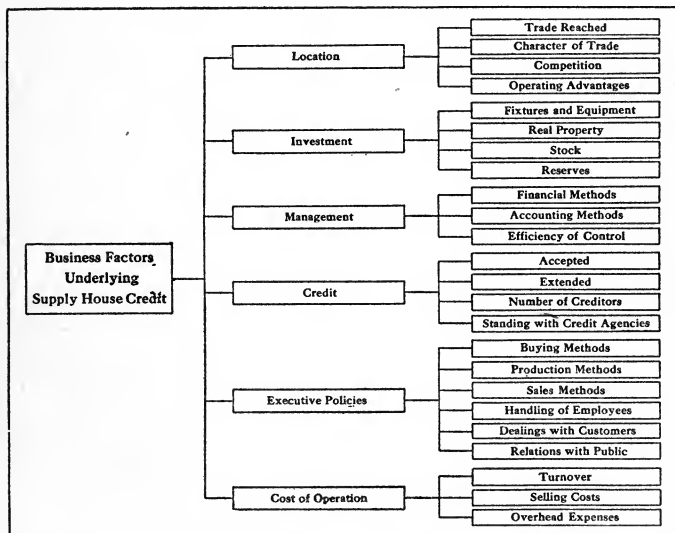 Business Factors
Underlying
Supply House Credit
Location
Trade Reached
Character of Trade
Competition
Operating Advantages
Investment
Fixtures and Equipment
Real Property
Stock
Reserves
Management
Financial Methods
Accounting Methods
Efficiency of Control
Credit
Accepted
Extended
Number of Creditors
Standing with Credit Agencies
Executive Policies
Buying Methods
Production Methods
Sales Methods
Handling of Employees
Dealings with Customers
Relations with Public
Cost of Operation
Turnover
Selling Costs
Overhead Expenses